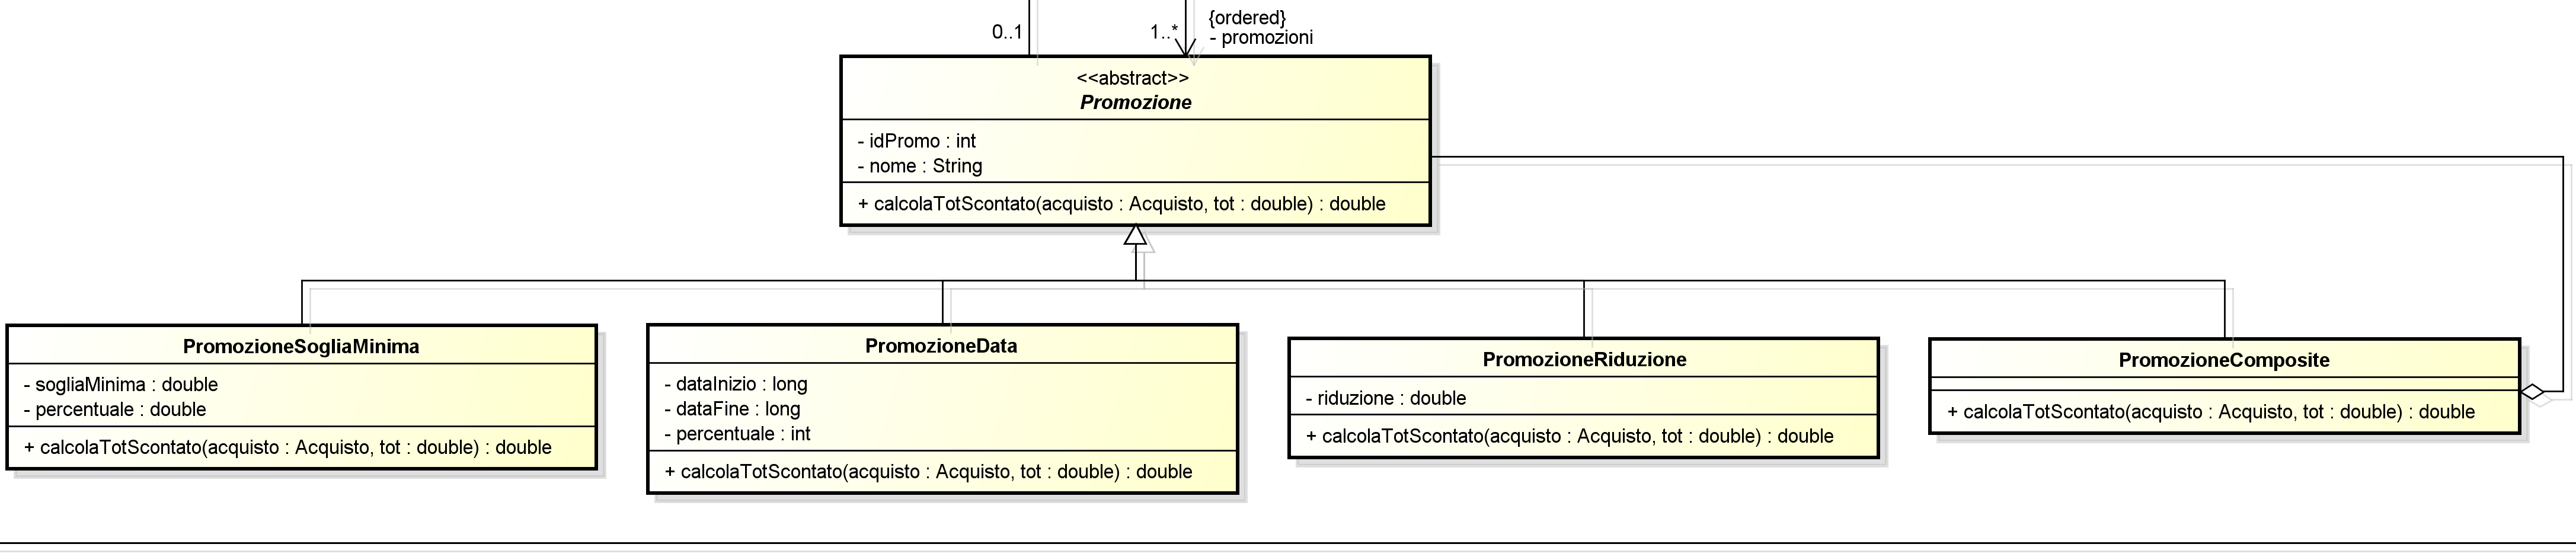 {ordered}
0..1
1..*
- promozioni
<<abstract>>
Promozione
- idPromo : int
- nome : String
+ calcolaTotScontato(acquisto : Acquisto, tot : double) : double
PromozioneSogliaMinima
- sogliaMinima : double
- percentuale : double
+ calcolaTotScontato(acquisto : Acquisto, tot : double) : double
PromozioneData
- dataInizio : long
- dataFine : long
- percentuale : int
+ calcolaTotScontato(acquisto : Acquisto, tot : double) : double
PromozioneRiduzione
- riduzione : double
+ calcolaTotScontato(acquisto : Acquisto, tot : double) : double
PromozioneComposite
+ calcolaTotScontato(acquisto : Acquisto, tot : double) : double